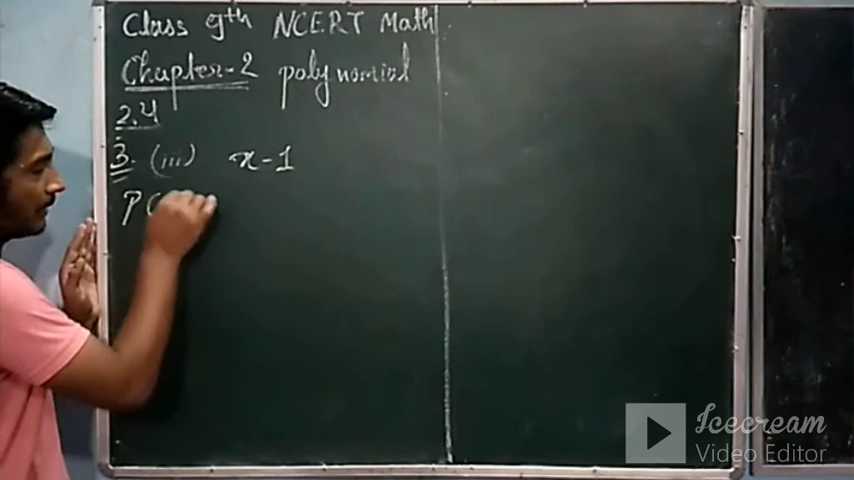 Class 9th NCERT Math
Chapter-2 polynomial
2.4
3. (iii) x-1
P(
Icecream
Video Editor